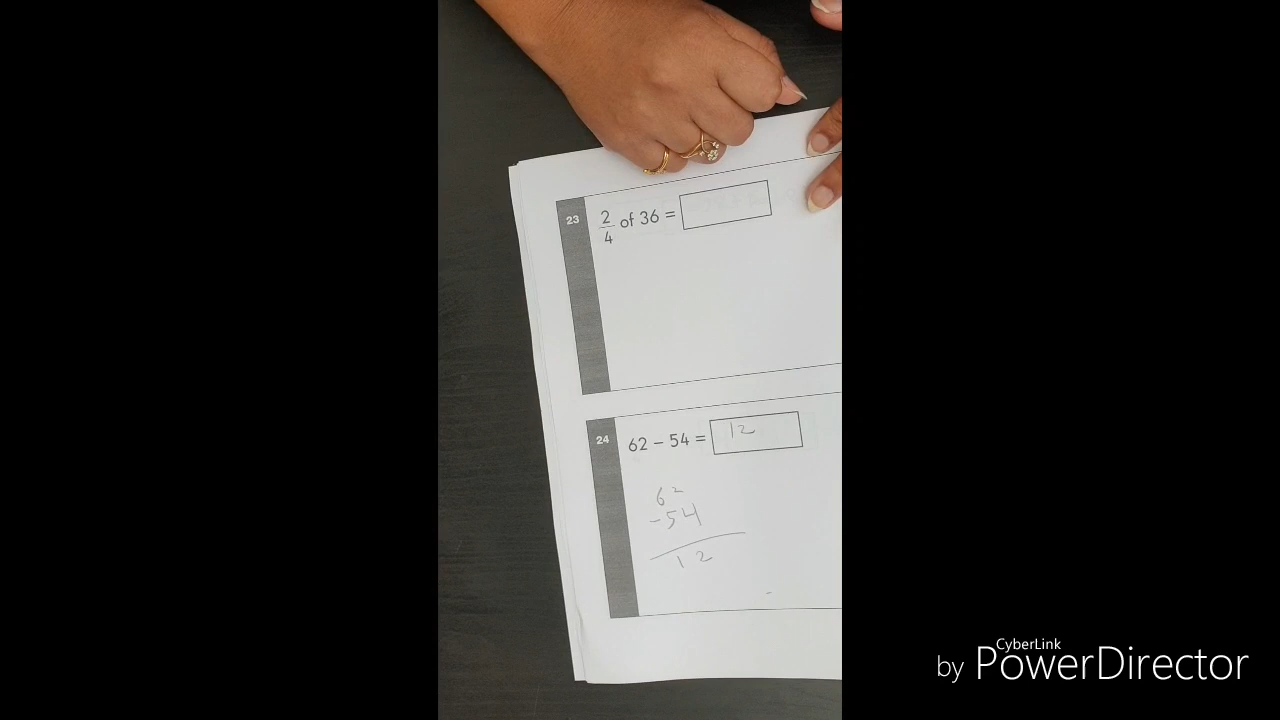 23
2/4 of 36 =
24
62 – 54 = 12
62
-54
12
CyberLink
by PowerDirector